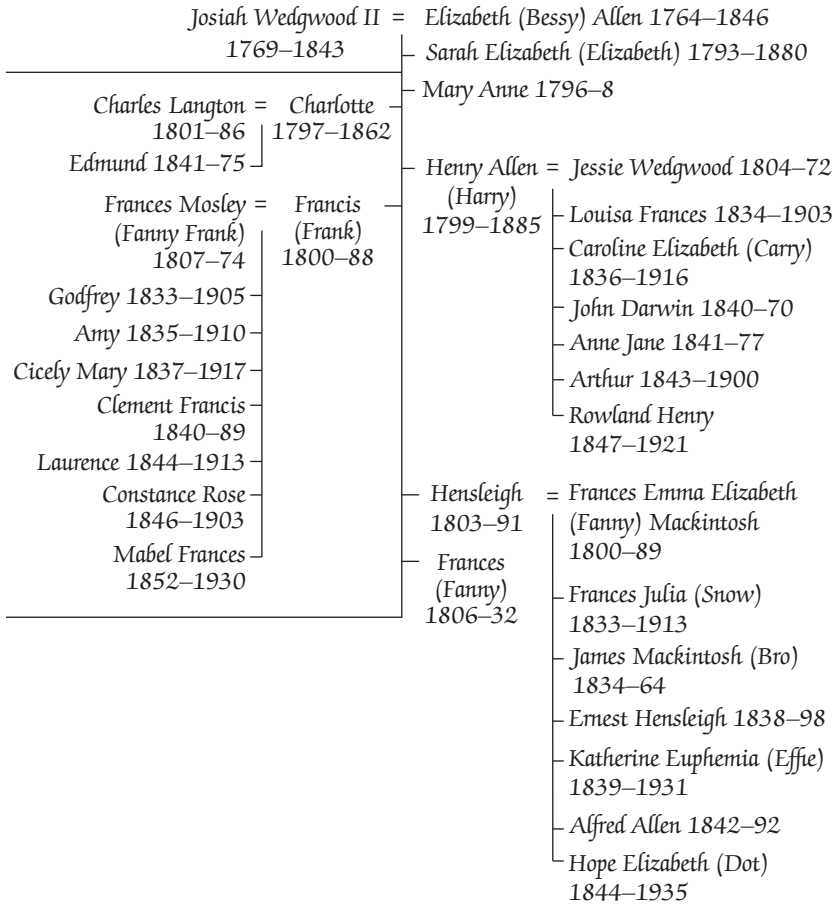 Josiah Wedgwood II = Elizabeth (Bessy) Allen 1764–1846
1769–1843
Sarah Elizabeth (Elizabeth) 1793–1880
Mary Anne 1796–8
Charles Langton = Charlotte
1801–86 1797–1862
Edmund 1841–75
Frances Mosley = Francis
(Fanny Frank) (Frank)
1807–74 1800–88
Godfrey 1833–1905
Amy 1835–1910
Cicely Mary 1837–1917
Clement Francis
1840–89
Laurence 1844–1913
Constance Rose
1846–1903
Mabel Frances
1852–1930
Henry Allen = Jessie Wedgwood 1804–72
(Harry)
1799–1885
Louisa Frances 1834–1903
Caroline Elizabeth (Carry)
1836–1916
John Darwin 1840–70
Anne Jane 1841–77
Arthur 1843–1900
Rowland Henry
1847–1921
Hensleigh = Frances Emma Elizabeth
1803–91 (Fanny) Mackintosh
1800–89
Frances
(Fanny)
1806–32
Frances Julia (Snow)
1833–1913
James Mackintosh (Bro)
1834–64
Ernest Hensleigh 1838–98
Katherine Euphemia (Effie)
1839–1931
Alfred Allen 1842–92
Hope Elizabeth (Dot)
1844–1935